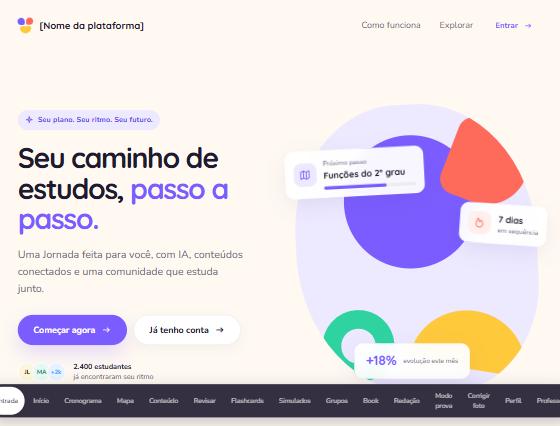 [Nome da plataforma]
Como funciona
Explorar
Entrar →
Seu plano. Seu ritmo. Seu futuro.
Seu caminho de
estudos, passo a
passo.
Uma Jornada feita para você, com IA, conteúdos
conectados e uma comunidade que estuda
junto.
Começar agora →
Já tenho conta →
JL MA +2k
2.400 estudantes
já encontraram seu ritmo
Próximo passo
Funções do 2º grau
7 dias
em sequência
+18% evolução este mês
Início
Cronograma
Mapa
Conteúdo
Revisar
Flashcards
Simulados
Grupos
Book
Redação
Modo
prova
Corrigir
foto
Perfil